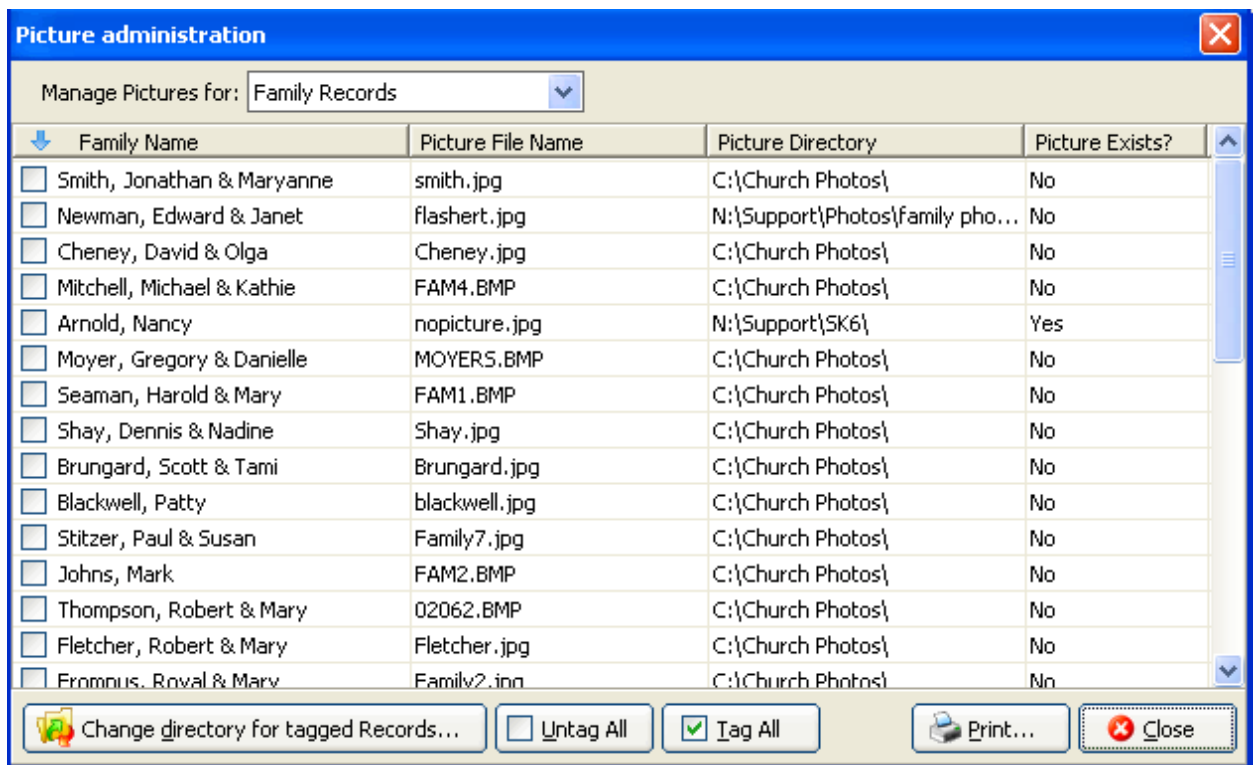 Picture administration
Manage Pictures for: Family Records
Family Name Picture File Name Picture Directory Picture Exists?
Smith, Jonathan & Maryanne smith.jpg C:\Church Photos\ No
Newman, Edward & Janet flashert.jpg N:\Support\Photos\family pho... No
Cheney, David & Olga Cheney.jpg C:\Church Photos\ No
Mitchell, Michael & Kathie FAM4.BMP C:\Church Photos\ No
Arnold, Nancy nopicture.jpg N:\Support\SK6\ Yes
Moyer, Gregory & Danielle MOYERS.BMP C:\Church Photos\ No
Seaman, Harold & Mary FAM1.BMP C:\Church Photos\ No
Shay, Dennis & Nadine Shay.jpg C:\Church Photos\ No
Brungard, Scott & Tami Brungard.jpg C:\Church Photos\ No
Blackwell, Patty blackwell.jpg C:\Church Photos\ No
Stitzer, Paul & Susan Family7.jpg C:\Church Photos\ No
Johns, Mark FAM2.BMP C:\Church Photos\ No
Thompson, Robert & Mary 02062.BMP C:\Church Photos\ No
Fletcher, Robert & Mary Fletcher.jpg C:\Church Photos\ No
Frompus, Royal & Mary Family2.jpg C:\Church Photos\ No
Change directory for tagged Records... Untag All Tag All Print... Close